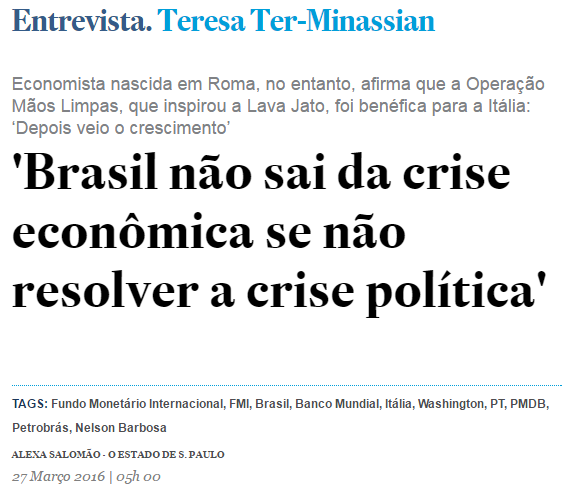 Entrevista. Teresa Ter-Minassian
Economista nascida em Roma, no entanto, afirma que a Operação
Mãos Limpas, que inspirou a Lava Jato, foi benéfica para a Itália:
‘Depois veio o crescimento’
'Brasil não sai da crise
econômica se não
resolver a crise política'
TAGS: Fundo Monetário Internacional, FMI, Brasil, Banco Mundial, Itália, Washington, PT, PMDB,
Petrobrás, Nelson Barbosa
ALEXA SALOMÃO - O ESTADO DE S. PAULO
27 Março 2016 | 05h 00